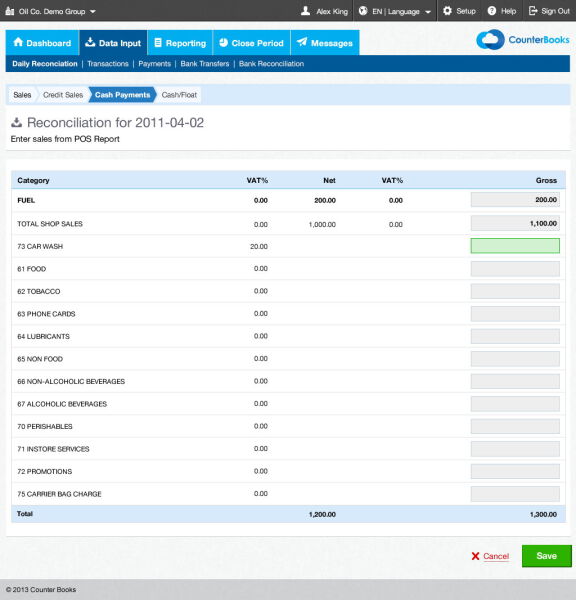 Oil Co. Demo Group Alex King EN | Language Setup Help Sign Out
Dashboard Data Input Reporting Close Period Messages CounterBooks
Daily Reconciation | Transactions | Payments | Bank Transfers | Bank Reconciliation
Sales Credit Sales Cash Payments Cash/Float
Reconciliation for 2011-04-02
Enter sales from POS Report
Category VAT% Net VAT% Gross
FUEL 0.00 200.00 0.00 200.00
TOTAL SHOP SALES 0.00 1,000.00 0.00 1,100.00
73 CAR WASH 20.00
61 FOOD 0.00
62 TOBACCO 0.00
63 PHONE CARDS 0.00
64 LUBRICANTS 0.00
65 NON FOOD 0.00
66 NON-ALCOHOLIC BEVERAGES 0.00
67 ALCOHOLIC BEVERAGES 0.00
70 PERISHABLES 0.00
71 INSTORE SERVICES 0.00
72 PROMOTIONS 0.00
75 CARRIER BAG CHARGE 0.00
Total 1,200.00 1,300.00
Cancel Save
© 2013 Counter Books